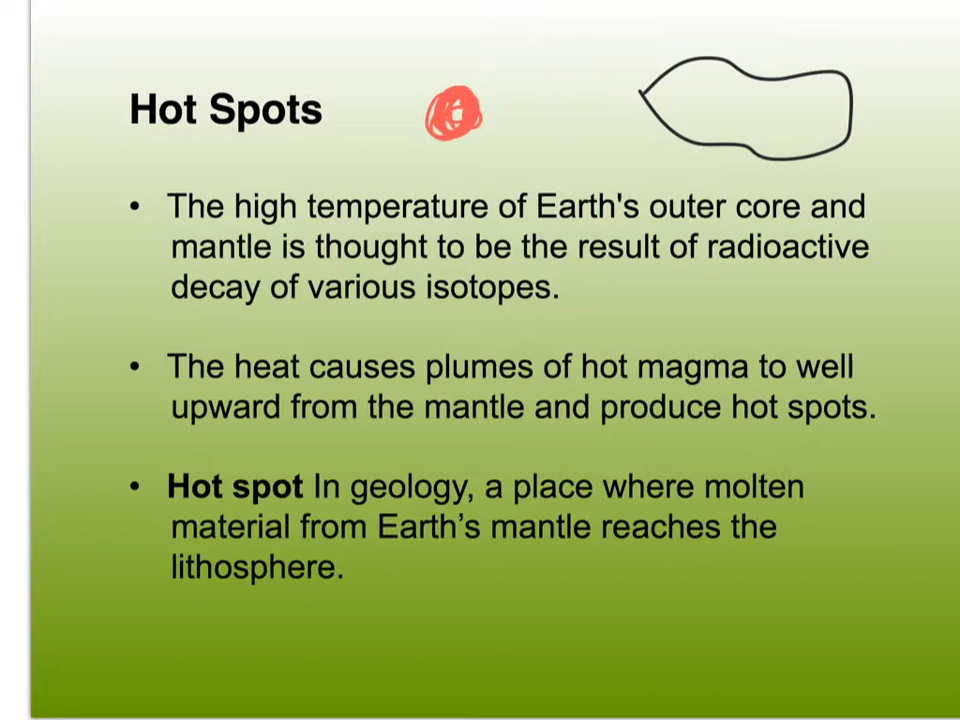 Hot Spots
• The high temperature of Earth's outer core and
mantle is thought to be the result of radioactive
decay of various isotopes.
• The heat causes plumes of hot magma to well
upward from the mantle and produce hot spots.
• Hot spot In geology, a place where molten
material from Earth’s mantle reaches the
lithosphere.